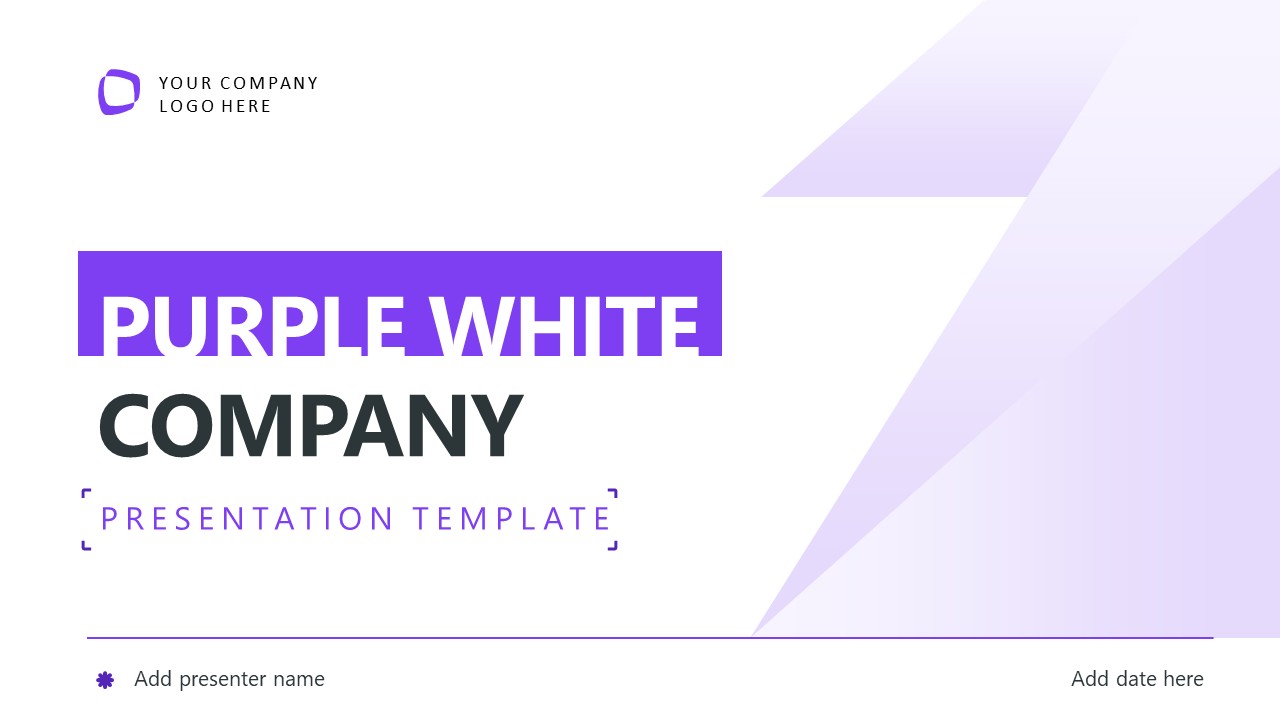 YOUR COMPANY
LOGO HERE
PURPLE WHITE
COMPANY
PRESENTATION TEMPLATE
Add presenter name
Add date here